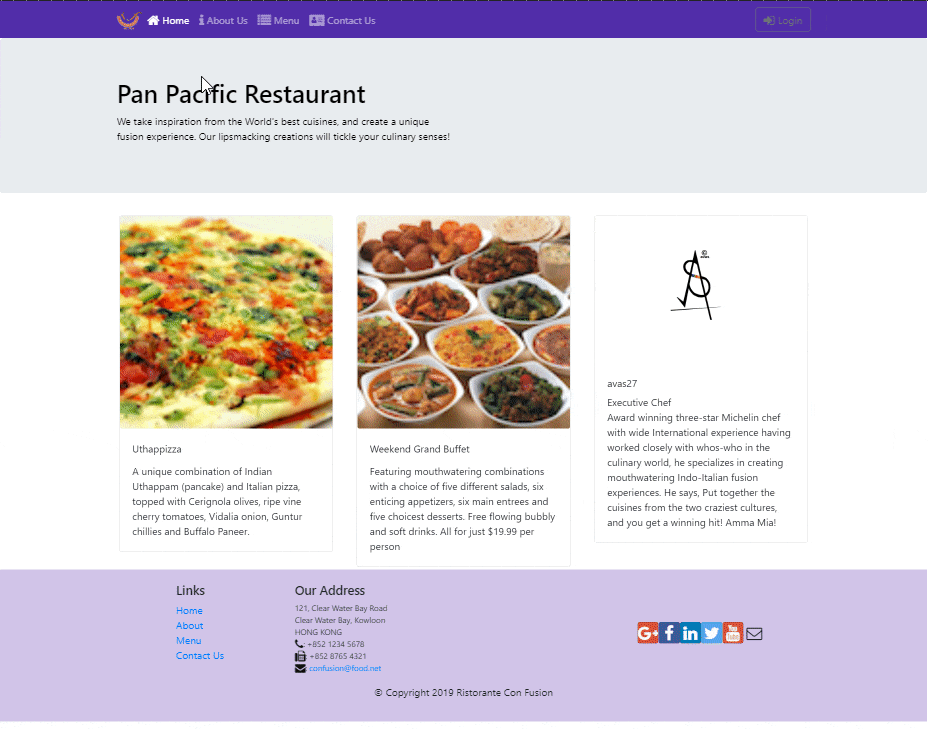 Home
About Us
Menu
Contact Us
Login
Pan Pacific Restaurant
We take inspiration from the World's best cuisines, and create a unique
fusion experience. Our lipsmacking creations will tickle your culinary senses!
Uthappizza
A unique combination of Indian
Uthappam (pancake) and Italian pizza,
topped with Cerignola olives, ripe vine
cherry tomatoes, Vidalia onion, Guntur
chillies and Buffalo Paneer.
Weekend Grand Buffet
Featuring mouthwatering combinations
with a choice of five different salads, six
enticing appetizers, six main entrees and
five choicest desserts. Free flowing bubbly
and soft drinks. All for just $19.99 per
person
avas27
Executive Chef
Award winning three-star Michelin chef
with wide International experience having
worked closely with whos-who in the
culinary world, he specializes in creating
mouthwatering Indo-Italian fusion
experiences. He says, Put together the
cuisines from the two craziest cultures,
and you get a winning hit! Amma Mia!
Links
Home
About
Menu
Contact Us
Our Address
121, Clear Water Bay Road
Clear Water Bay, Kowloon
HONG KONG
: +852 1234 5678
: +852 8765 4321
: confusion@food.net
G+ f in You Tube
© Copyright 2019 Ristorante Con Fusion